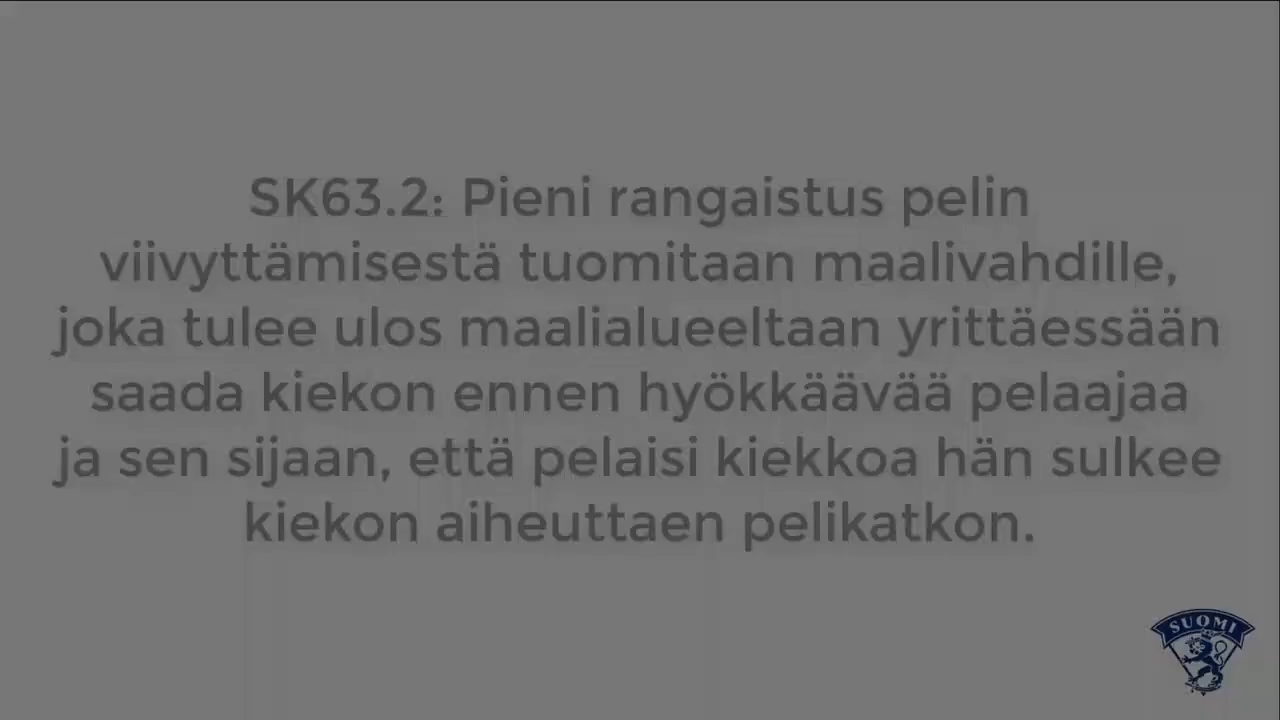 SK63.2: Pieni rangaistus pelin
viivyttämisestä tuomitaan maalivahdille,
joka tulee ulos maalialueeltaan yrittäessään
saada kiekon ennen hyökkäävää pelaajaa
ja sen sijaan, että pelaisi kiekkoa hän sulkee
kiekon aiheuttaen pelikatkon.
SUOMI